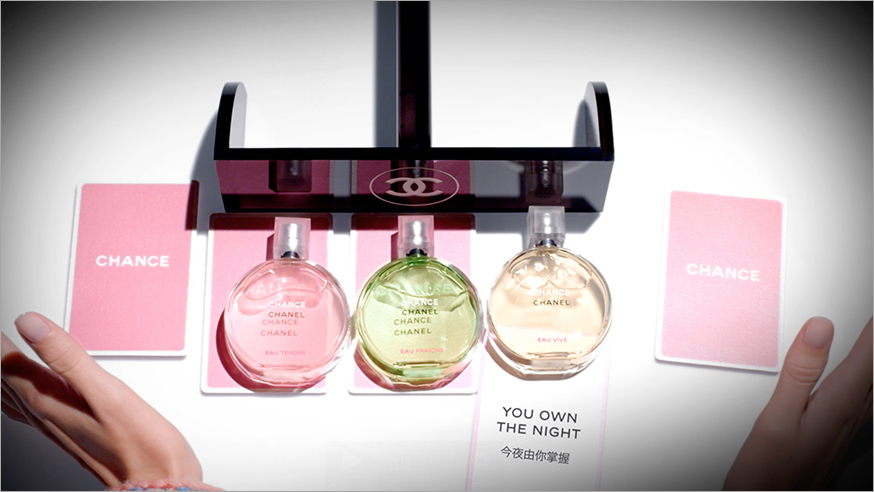 CHANCE
CHANCE
CHANEL
CHANCE
CHANEL
EAU TENDRE
CHANCE
CHANEL
CHANCE
CHANEL
EAU FRAÎCHE
CHANCE
CHANEL
EAU VIVE
CHANCE
YOU OWN
THE NIGHT
今夜由你掌握